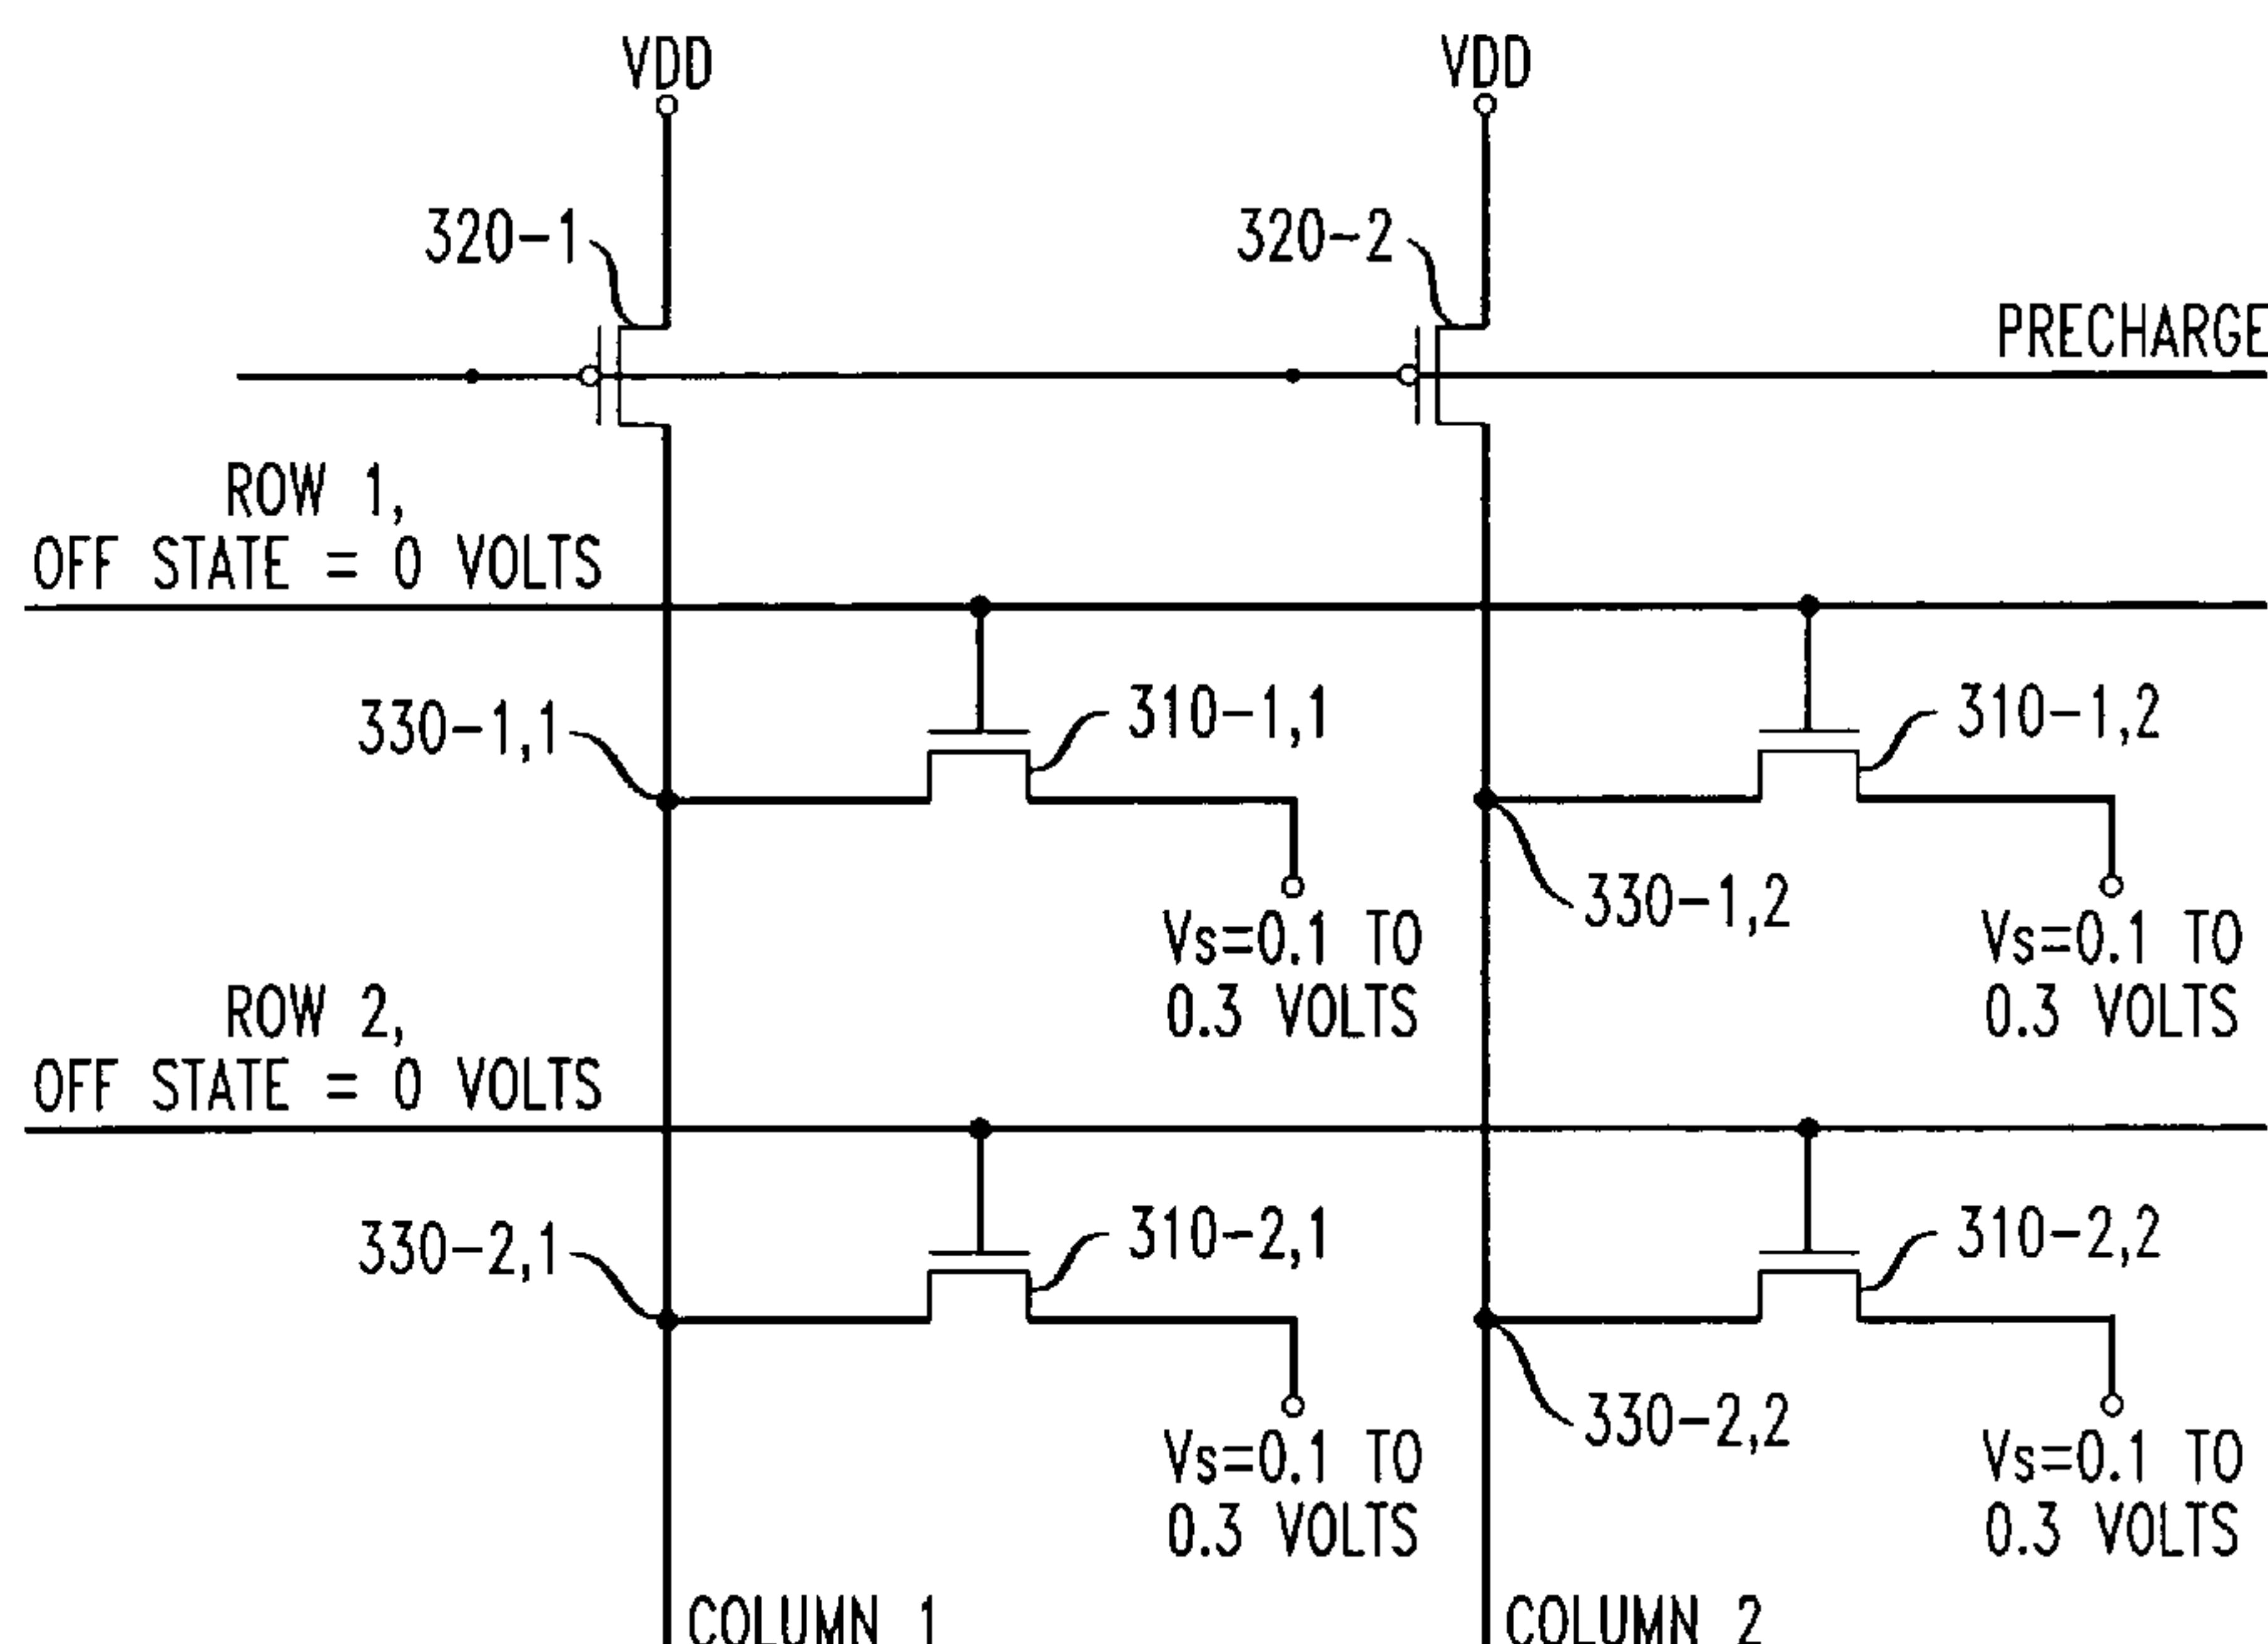 VDD
VDD
320-1
320-2
PRECHARGE
ROW 1,
OFF STATE = 0 VOLTS
330-1,1
310-1,1
310-1,2
330-1,2
Vs=0.1 TO
0.3 VOLTS
Vs=0.1 TO
0.3 VOLTS
ROW 2,
OFF STATE = 0 VOLTS
330-2,1
310-2,1
310-2,2
330-2,2
Vs=0.1 TO
0.3 VOLTS
Vs=0.1 TO
0.3 VOLTS
COLUMN 1
COLUMN 2